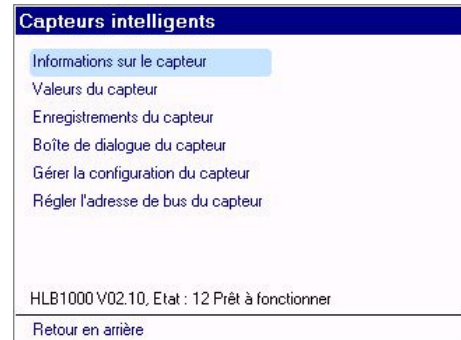 Capteurs intelligents
Informations sur le capteur
Valeurs du capteur
Enregistrements du capteur
Boîte de dialogue du capteur
Gérer la configuration du capteur
Régler l'adresse de bus du capteur
HLB1000 V02.10, Etat : 12 Prêt à fonctionner
Retour en arrière